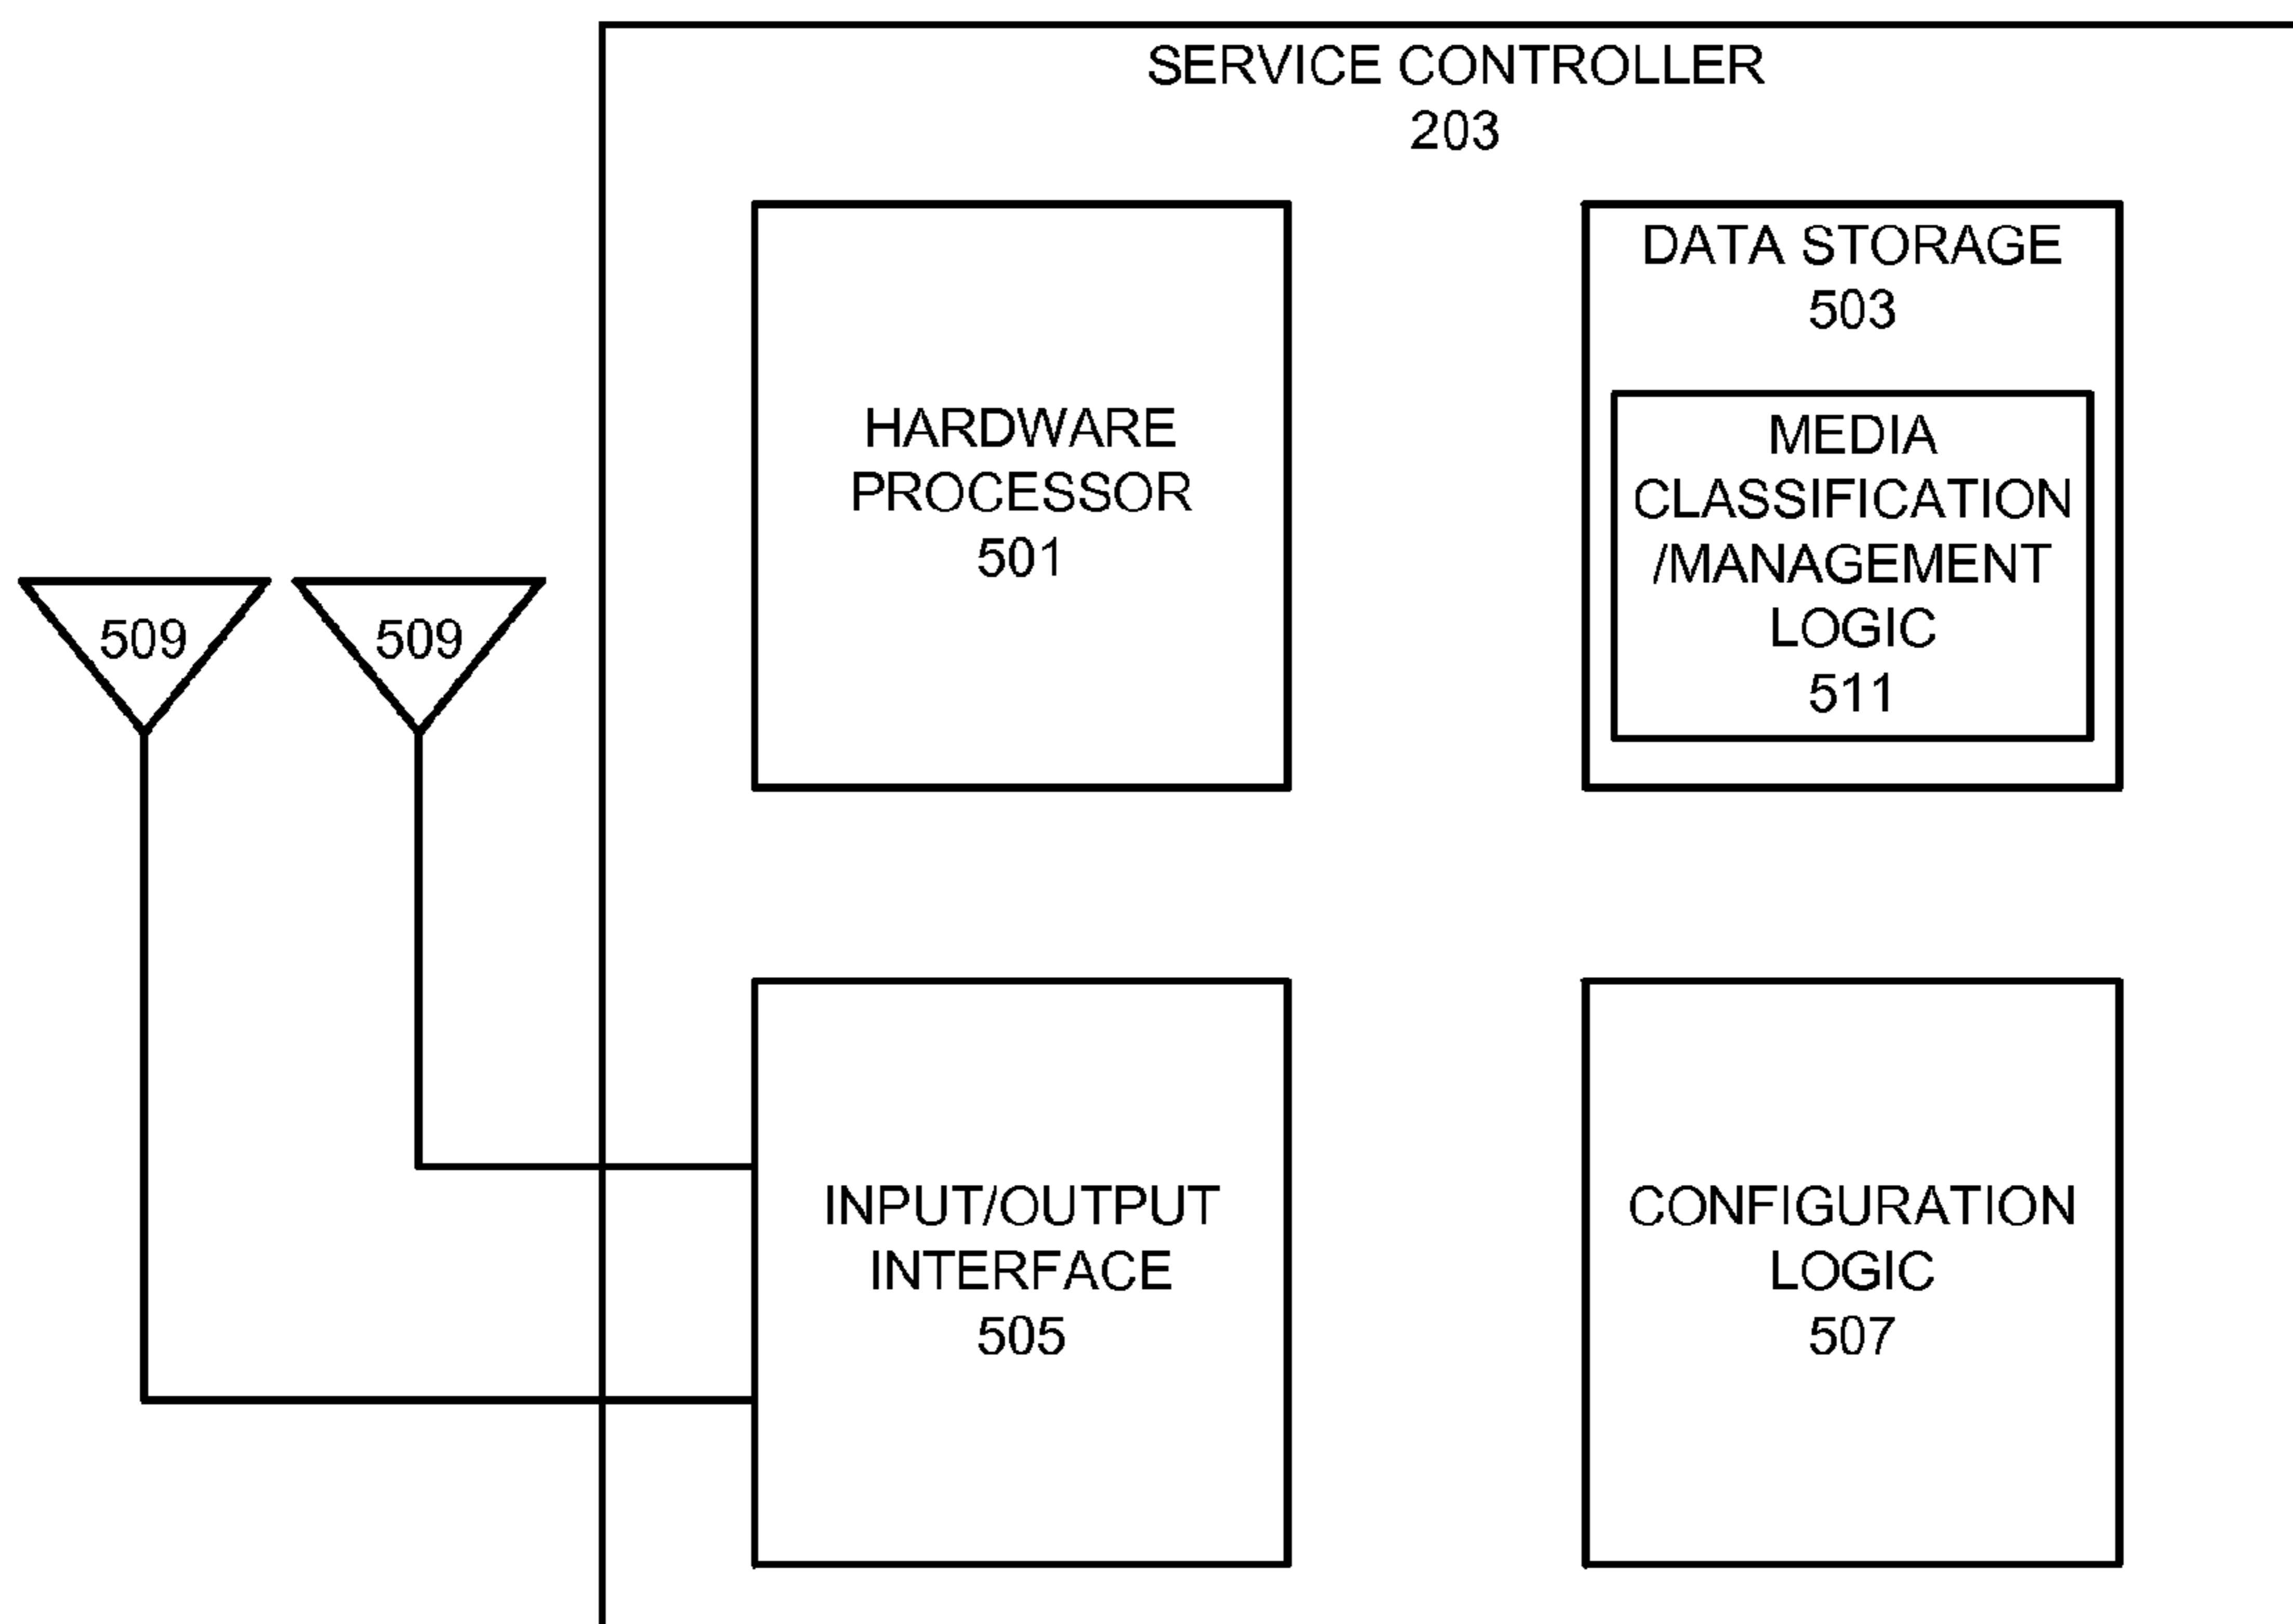 SERVICE CONTROLLER
203
HARDWARE
PROCESSOR
501
DATA STORAGE
503
MEDIA
CLASSIFICATION
/MANAGEMENT
LOGIC
511
509
509
INPUT/OUTPUT
INTERFACE
505
CONFIGURATION
LOGIC
507